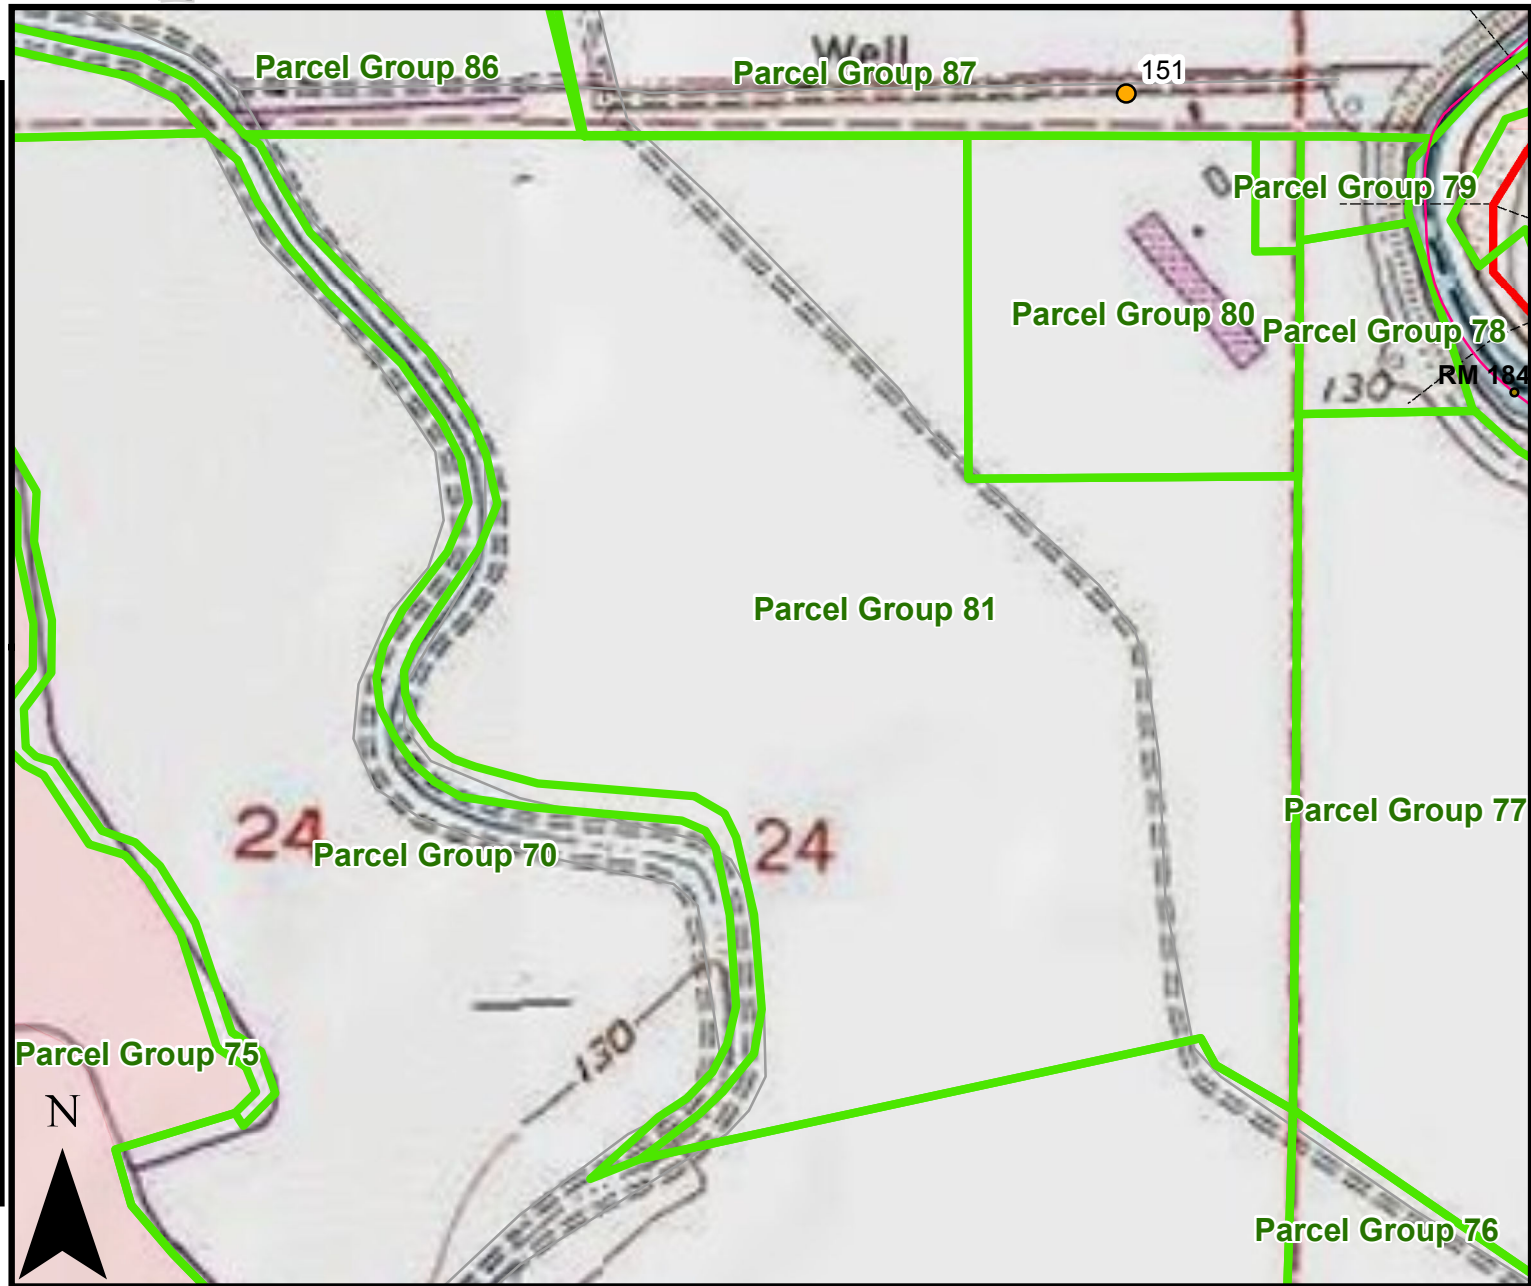 Well
Parcel Group 86
Parcel Group 87
151
Parcel Group 79
Parcel Group 80
Parcel Group 78
130
RM 184
Parcel Group 81
24
24
Parcel Group 77
Parcel Group 70
130
Parcel Group 75
N
Parcel Group 76